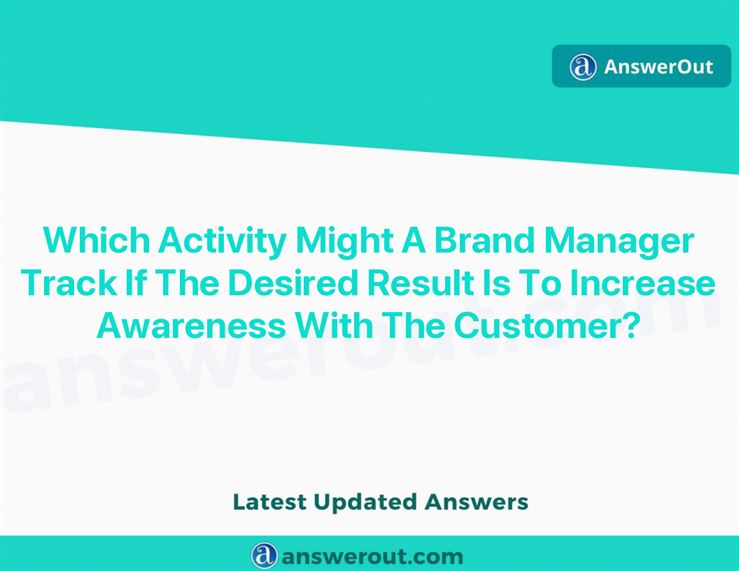 AnswerOut
Which Activity Might A Brand Manager
Track If The Desired Result Is To Increase
Awareness With The Customer?
answerout.com
Latest Updated Answers
answerout.com